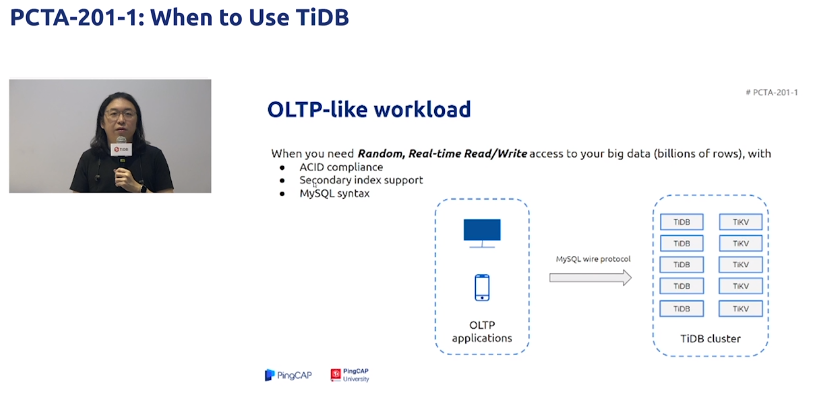 PCTA-201-1: When to Use TiDB
# PCTA-201-1
OLTP-like workload
When you need Random, Real-time Read/Write access to your big data (billions of rows), with
● ACID compliance
● Secondary index support
● MySQL syntax
TiDB TiKV
TiDB TiKV
TiDB TiKV
TiDB TiKV
TiDB TiKV
MySQL wire protocol
OLTP
applications
TiDB cluster
PingCAP
PingCAP
University
TiDB